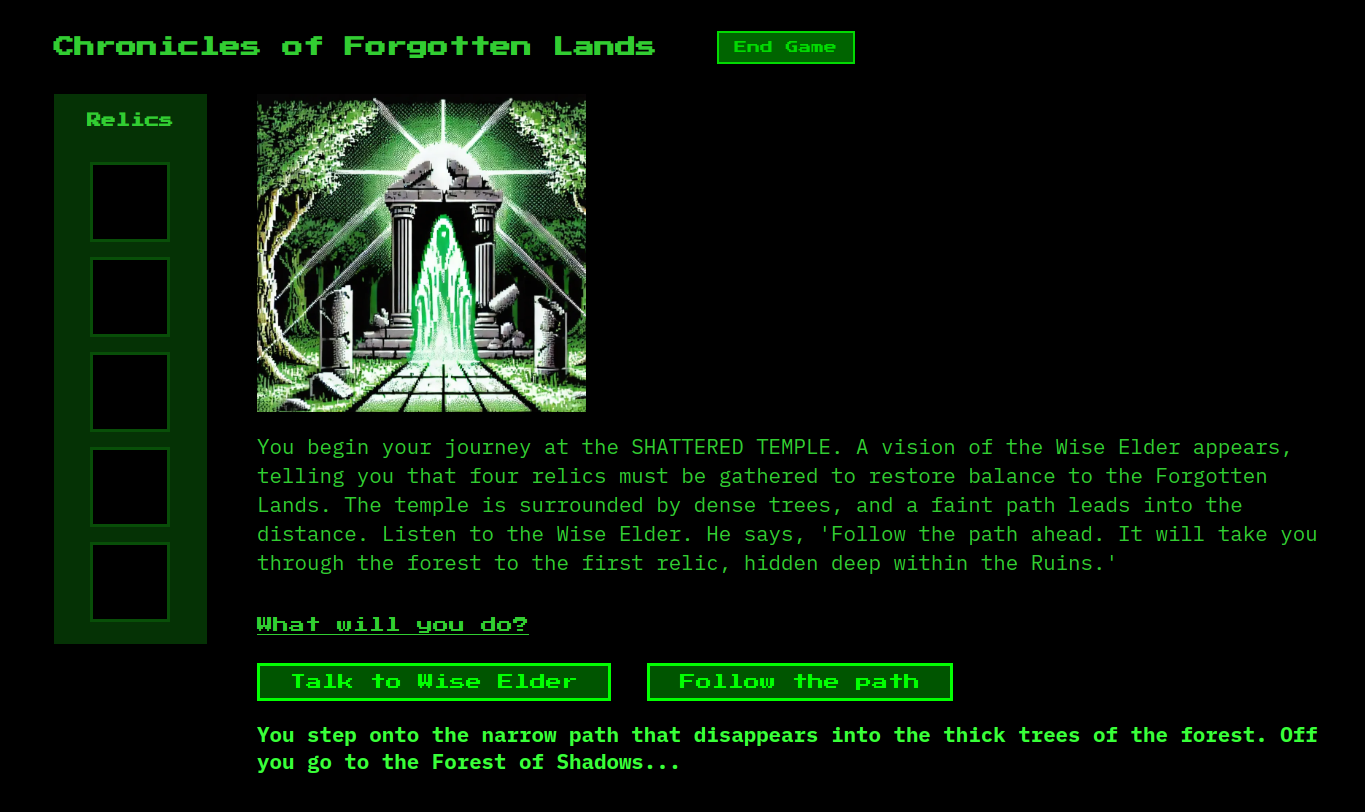 Chronicles of Forgotten Lands
End Game
Relics
You begin your journey at the SHATTERED TEMPLE. A vision of the Wise Elder appears,
telling you that four relics must be gathered to restore balance to the Forgotten
Lands. The temple is surrounded by dense trees, and a faint path leads into the
distance. Listen to the Wise Elder. He says, 'Follow the path ahead. It will take you
through the forest to the first relic, hidden deep within the Ruins.'
What will you do?
Talk to Wise Elder
Follow the path
You step onto the narrow path that disappears into the thick trees of the forest. Off
you go to the Forest of Shadows...